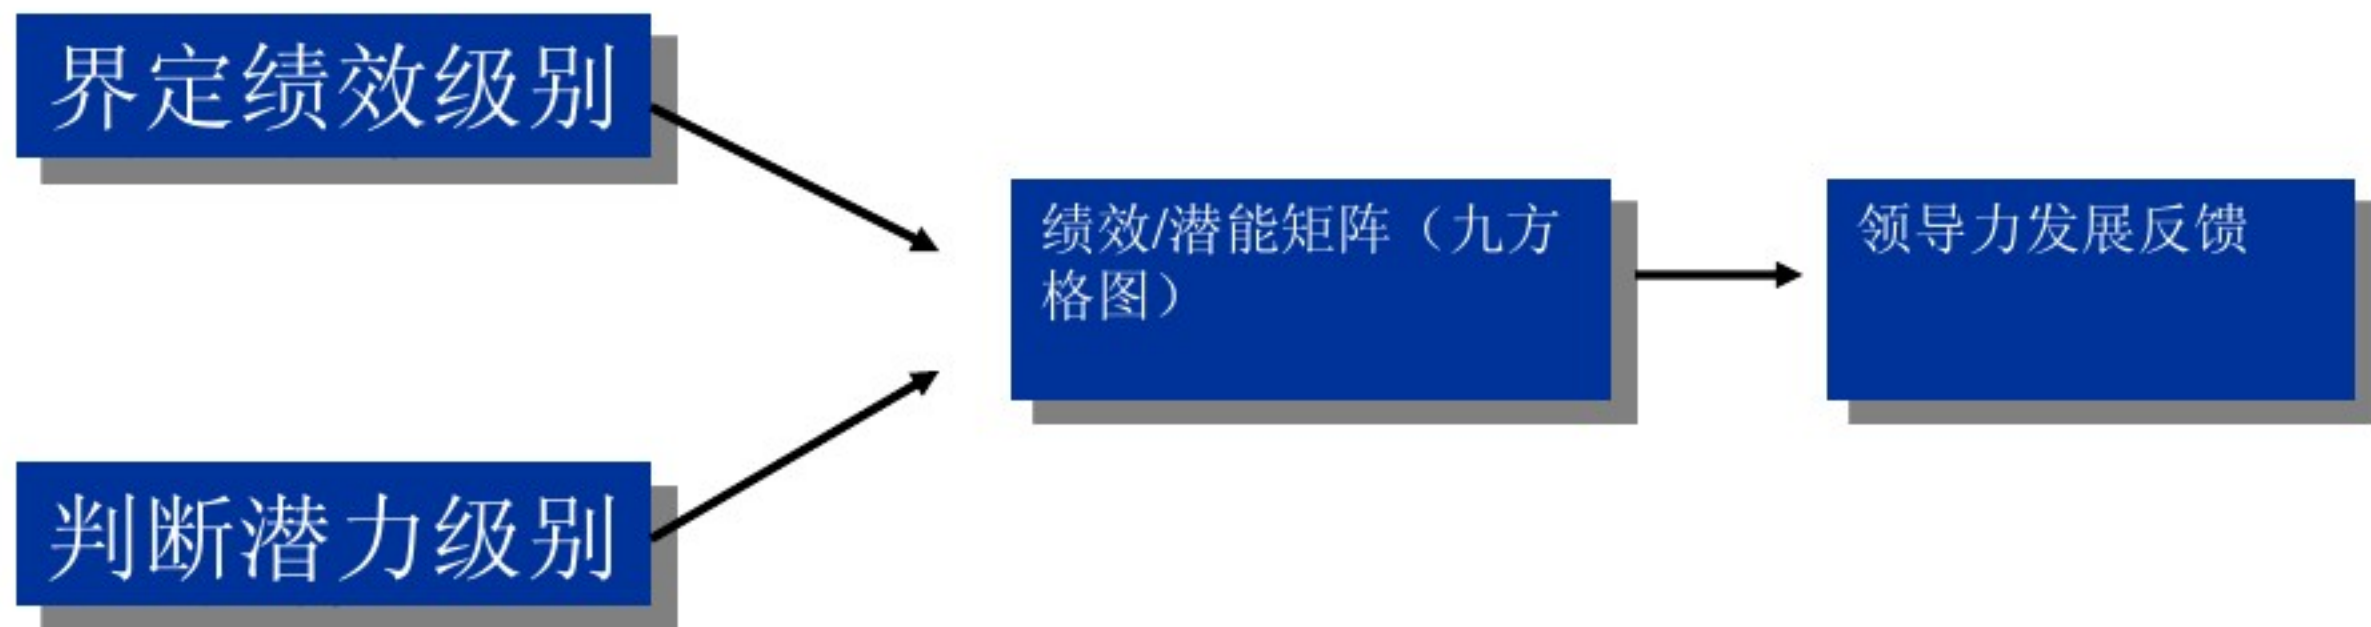 界定绩效级别
判断潜力级别
绩效/潜能矩阵（九方
格图）
领导力发展反馈